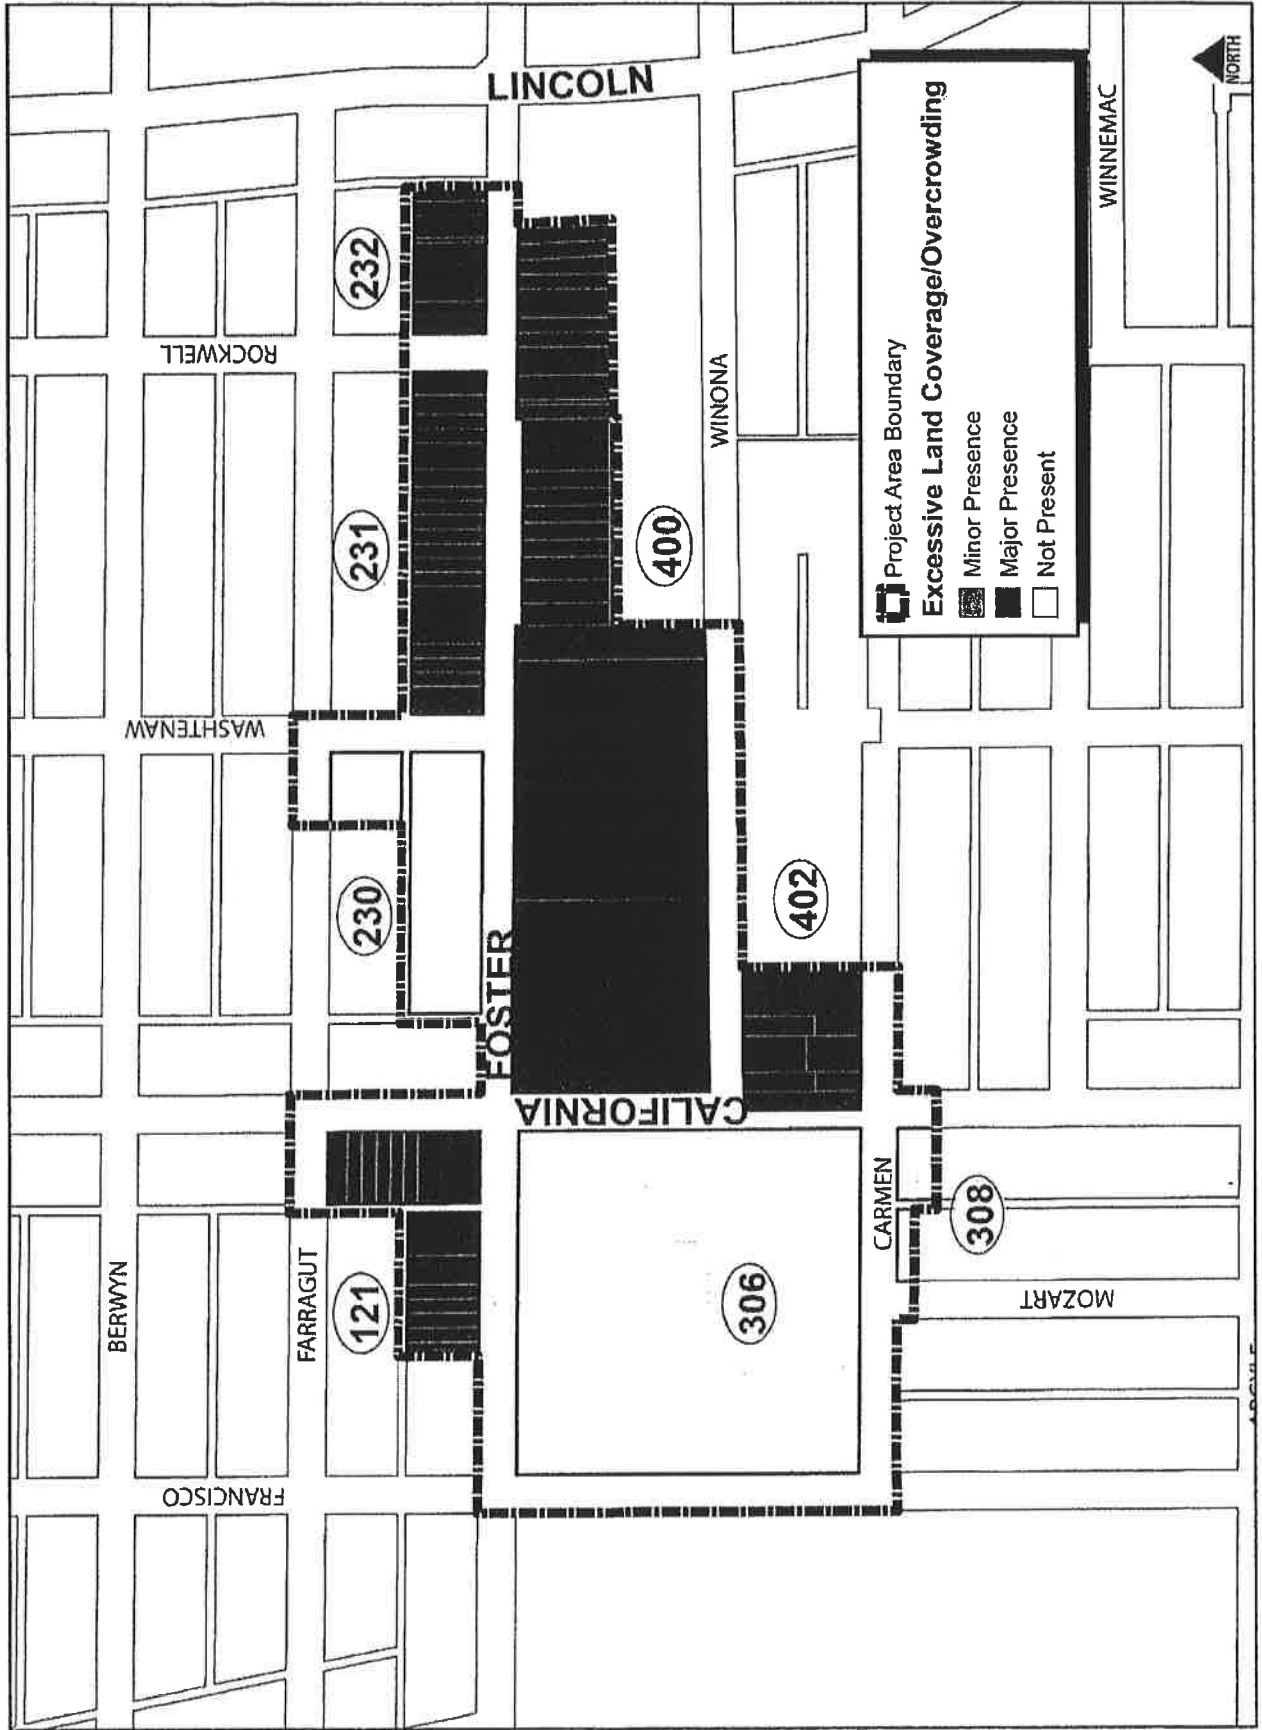 LINCOLN
232
ROCKWELL
231
WINONA
400
WASHTENAW
230
FOSTER
402
CALIFORNIA
CARMEN
308
121
FARRAGUT
BERWYN
306
MOZART
FRANCISCO
WINNEMAC
NORTH
Project Area Boundary
Excessive Land Coverage/Overcrowding
Minor Presence
Major Presence
Not Present